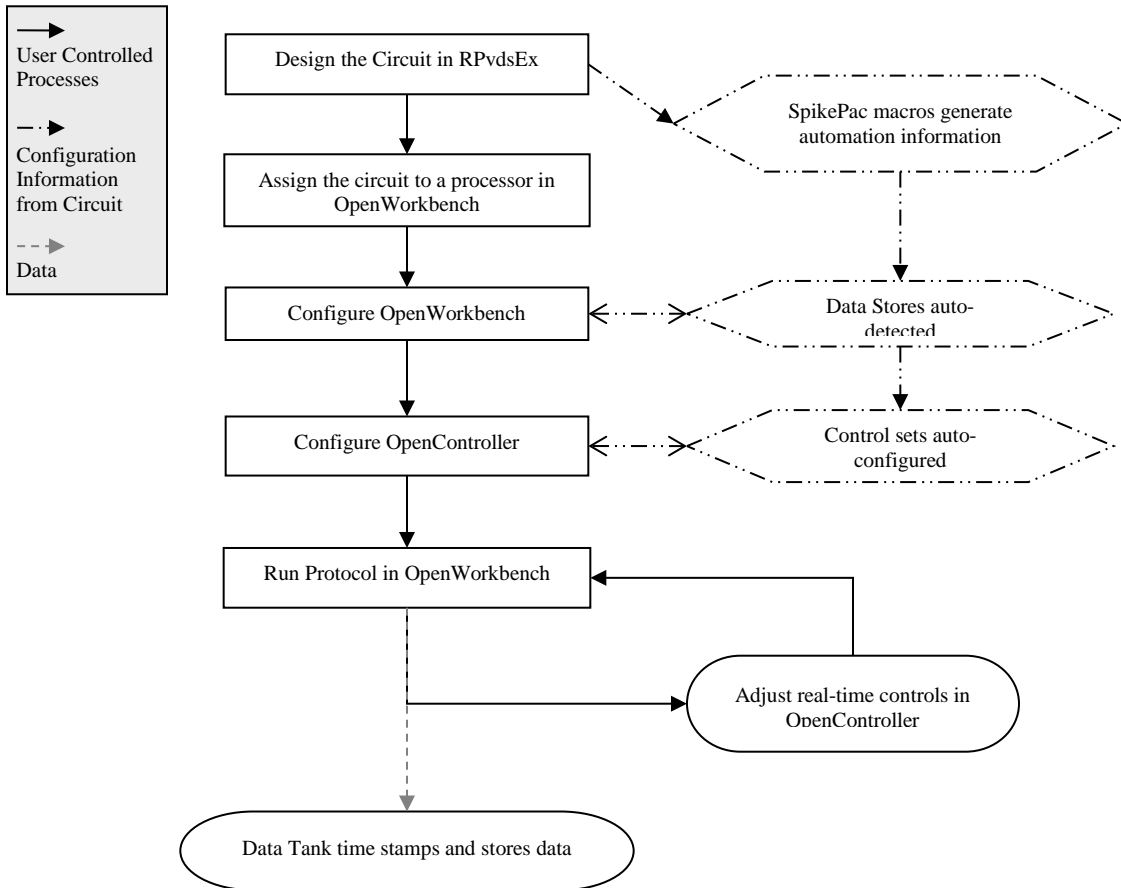 User Controlled
Processes
Configuration
Information
from Circuit
Data
Design the Circuit in RPvdsEx
SpikePac macros generate
automation information
Assign the circuit to a processor in
OpenWorkbench
Configure OpenWorkbench
Data Stores auto-
detected
Configure OpenController
Control sets auto-
configured
Run Protocol in OpenWorkbench
Adjust real-time controls in
OpenController
Data Tank time stamps and stores data